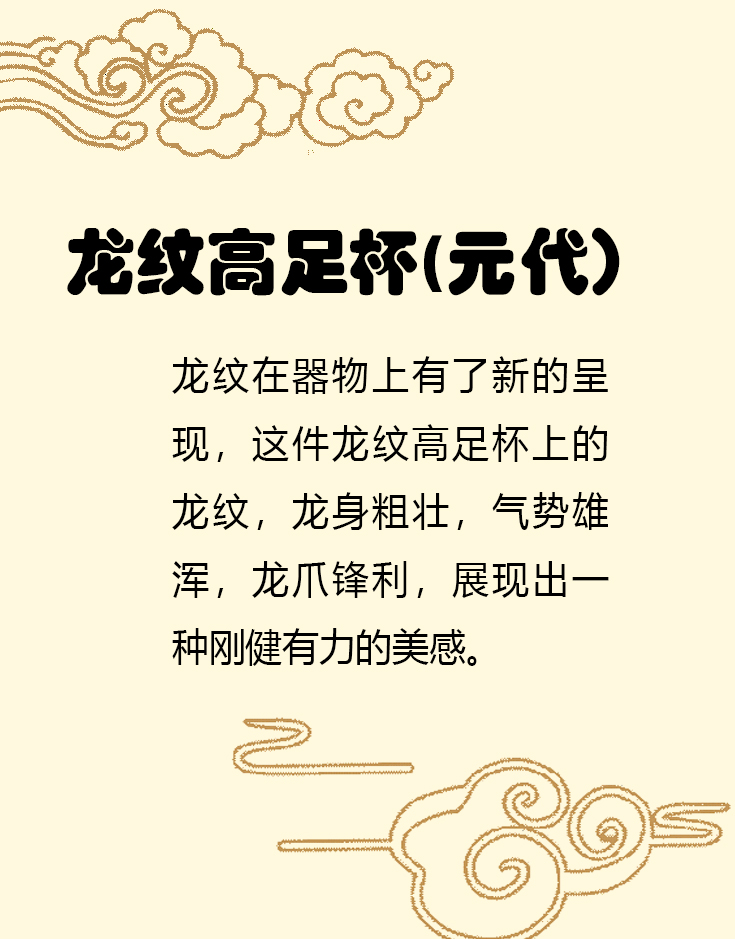 龙纹高足杯(元代)
龙纹在器物上有了新的呈
现，这件龙纹高足杯上的
龙纹，龙身粗壮，气势雄
浑，龙爪锋利，展现出一
种刚健有力的美感。